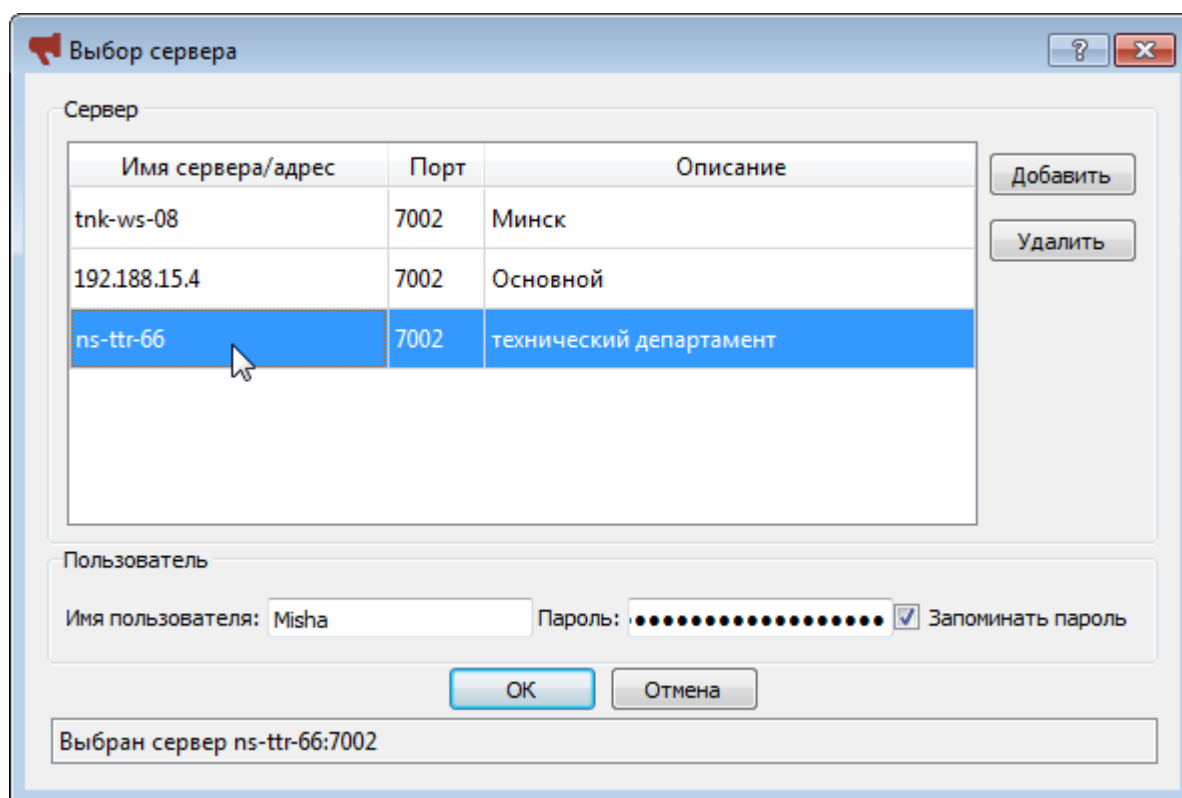 Выбор сервера
Сервер
Имя сервера/адрес Порт Описание
Добавить
tnk-ws-08 7002 Минск
Удалить
192.188.15.4 7002 Основной
ns-ttr-66 7002 технический департамент
Пользователь
Имя пользователя: Misha Пароль: Запоминать пароль
OK Отмена
Выбран сервер ns-ttr-66:7002